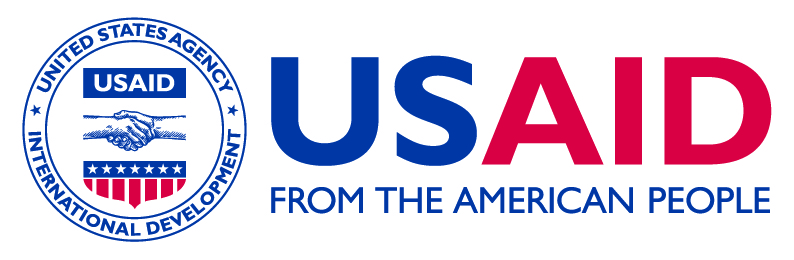 UNITED STATES AGENCY
USAID
INTERNATIONAL DEVELOPMENT
USAID
FROM THE AMERICAN PEOPLE